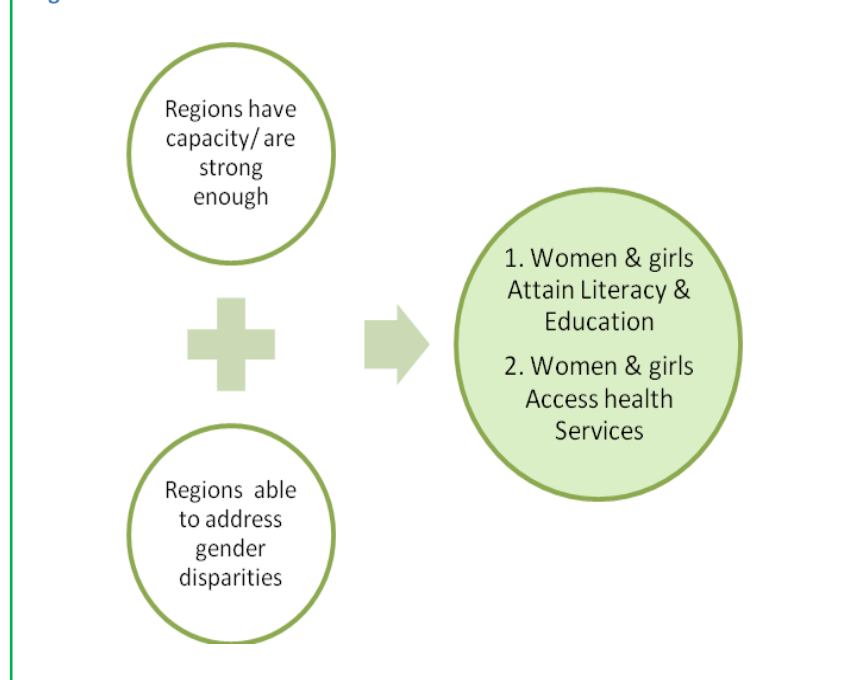 Regions have
capacity/ are
strong
enough
1. Women & girls
Attain Literacy &
Education
2. Women & girls
Access health
Services
Regions able
to address
gender
disparities